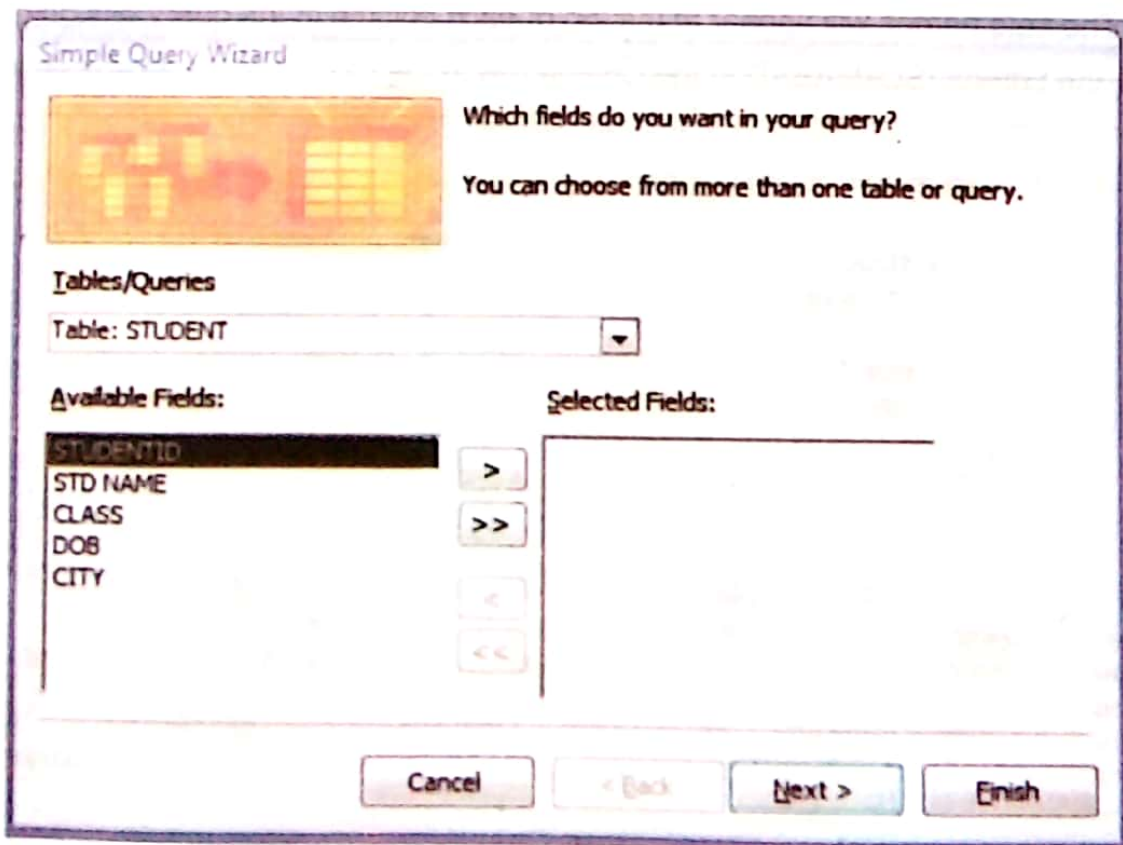 Simple Query Wizard
Which fields do you want in your query?
You can choose from more than one table or query.
Tables/Queries
Table: STUDENT
Available Fields:
Selected Fields:
STUDENTID
STD NAME
CLASS
DOB
CITY
>
>>
<
<<
Cancel
< Back
Next >
Finish